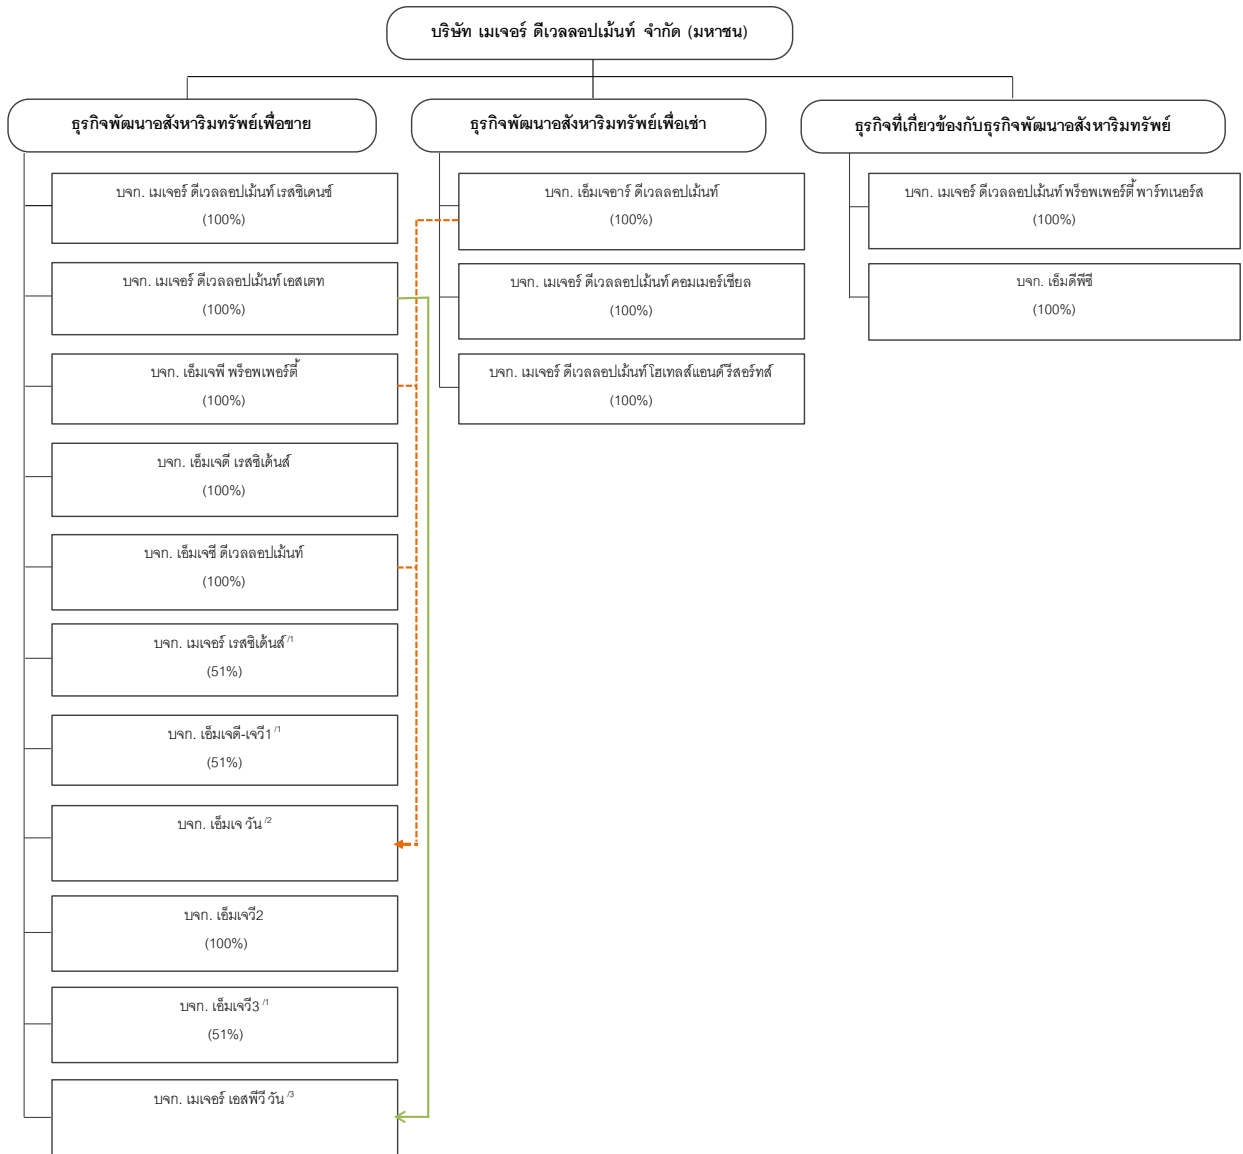 บริษัท เมเจอร์ ดีเวลลอปเม้นท์ จำกัด (มหาชน)
ธุรกิจพัฒนาอสังหาริมทรัพย์เพื่อขาย
บจก. เมเจอร์ ดีเวลลอปเม้นท์ เรสซิเดนซ์
(100%)
บจก. เมเจอร์ ดีเวลลอปเม้นท์ เอสเตท
(100%)
บจก. เอ็มเจพี พร็อพเพอร์ตี้
(100%)
บจก. เอ็มเจดี เรสซิเด้นส์
(100%)
บจก. เอ็มเจซี ดีเวลลอปเม้นท์
(100%)
บจก. เมเจอร์ เรสซิเด้นส์ /1
(51%)
บจก. เอ็มเจดี-เจวี1 /1
(51%)
บจก. เอ็มเจ วัน /2
บจก. เอ็มเจวี2
(100%)
บจก. เอ็มเจวี3 /1
(51%)
บจก. เมเจอร์ เอสพีวี วัน /3
ธุรกิจพัฒนาอสังหาริมทรัพย์เพื่อเช่า
บจก. เอ็มเจอาร์ ดีเวลลอปเม้นท์
(100%)
บจก. เมเจอร์ ดีเวลลอปเม้นท์ คอมเมอร์เชียล
(100%)
บจก. เมเจอร์ ดีเวลลอปเม้นท์ โฮเทลส์แอนด์รีสอร์ทส์
(100%)
ธุรกิจที่เกี่ยวข้องกับธุรกิจพัฒนาอสังหาริมทรัพย์
บจก. เมเจอร์ ดีเวลลอปเม้นท์ พร็อพเพอร์ตี้ พาร์ทเนอร์ส
(100%)
บจก. เอ็มดีพีซี
(100%)